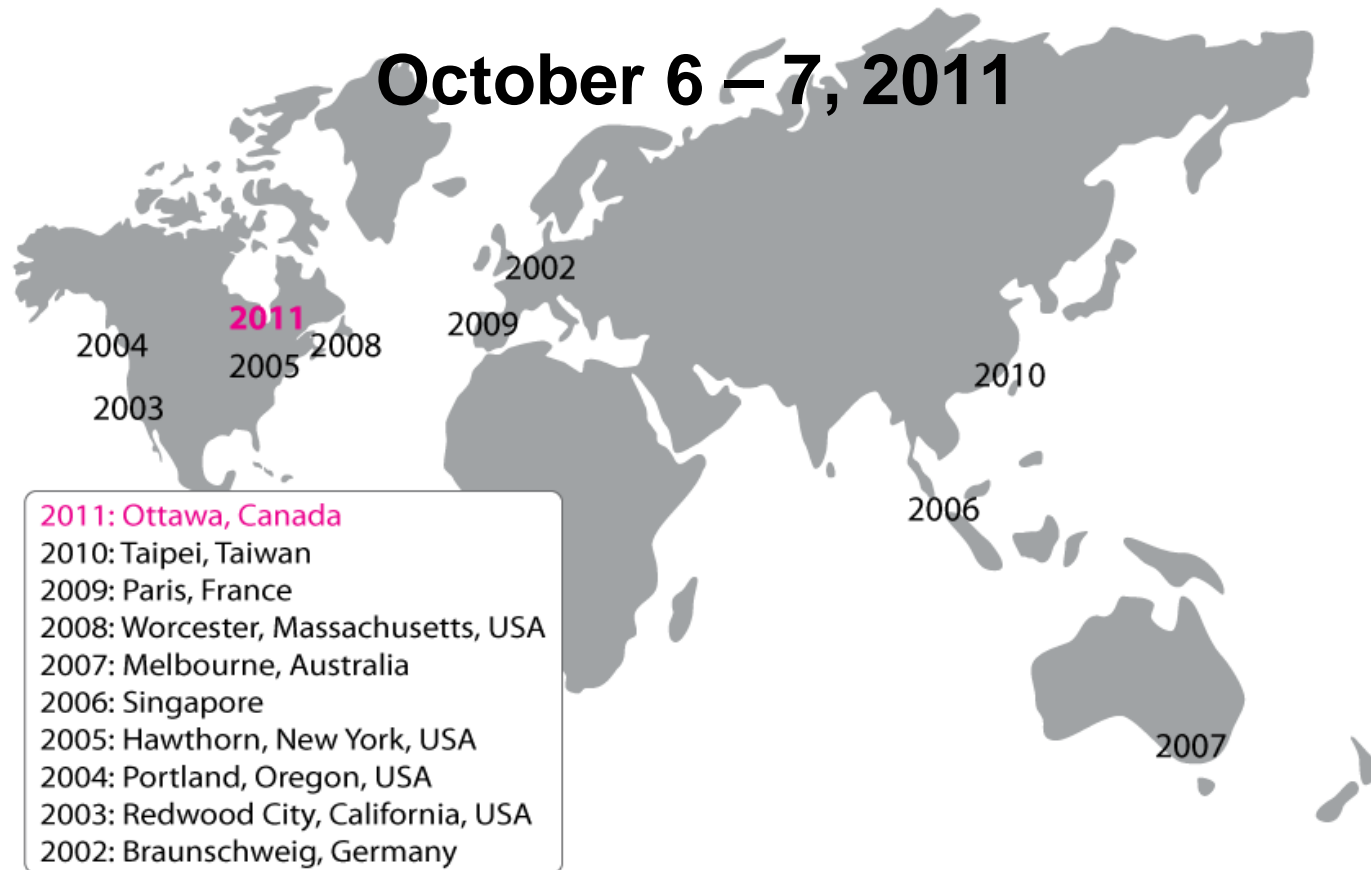 October 6 – 7, 2011
2002
2011
2009
2004
2008
2005
2010
2003
2006
2011: Ottawa, Canada
2010: Taipei, Taiwan
2009: Paris, France
2008: Worcester, Massachusetts, USA
2007: Melbourne, Australia
2006: Singapore
2005: Hawthorn, New York, USA
2004: Portland, Oregon, USA
2003: Redwood City, California, USA
2002: Braunschweig, Germany
2007